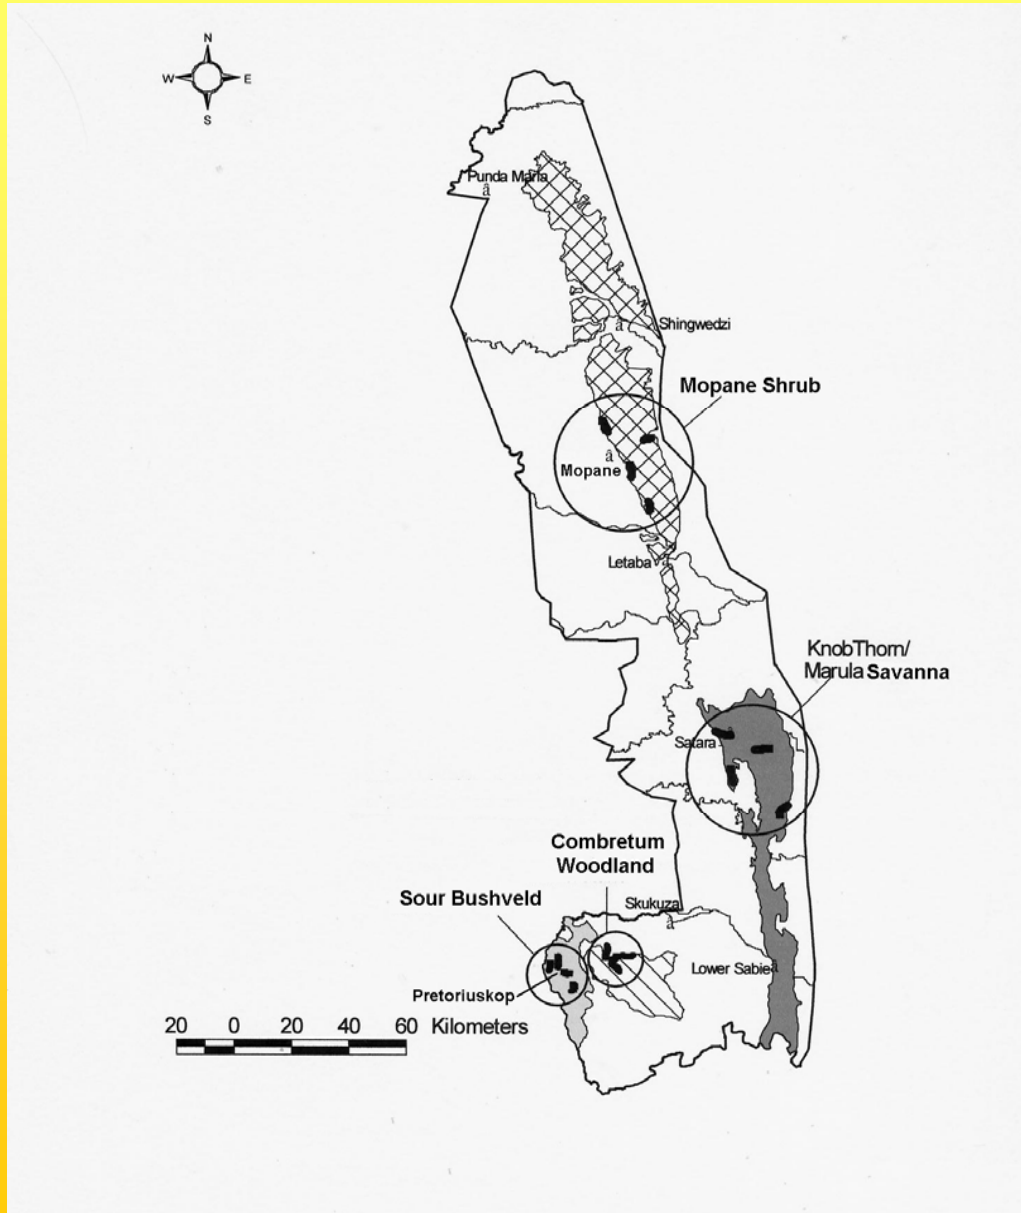 N
W E
S
Punda Maria
â
Shingwedzi
â
Mopane Shrub
â
Mopane
Letaba
â
KnobThorn/
Marula Savanna
Satara
Combretum
Woodland
Sour Bushveld
Skukuza
â
Lower Sabie
â
Pretoriuskop
20 0 20 40 60 Kilometers